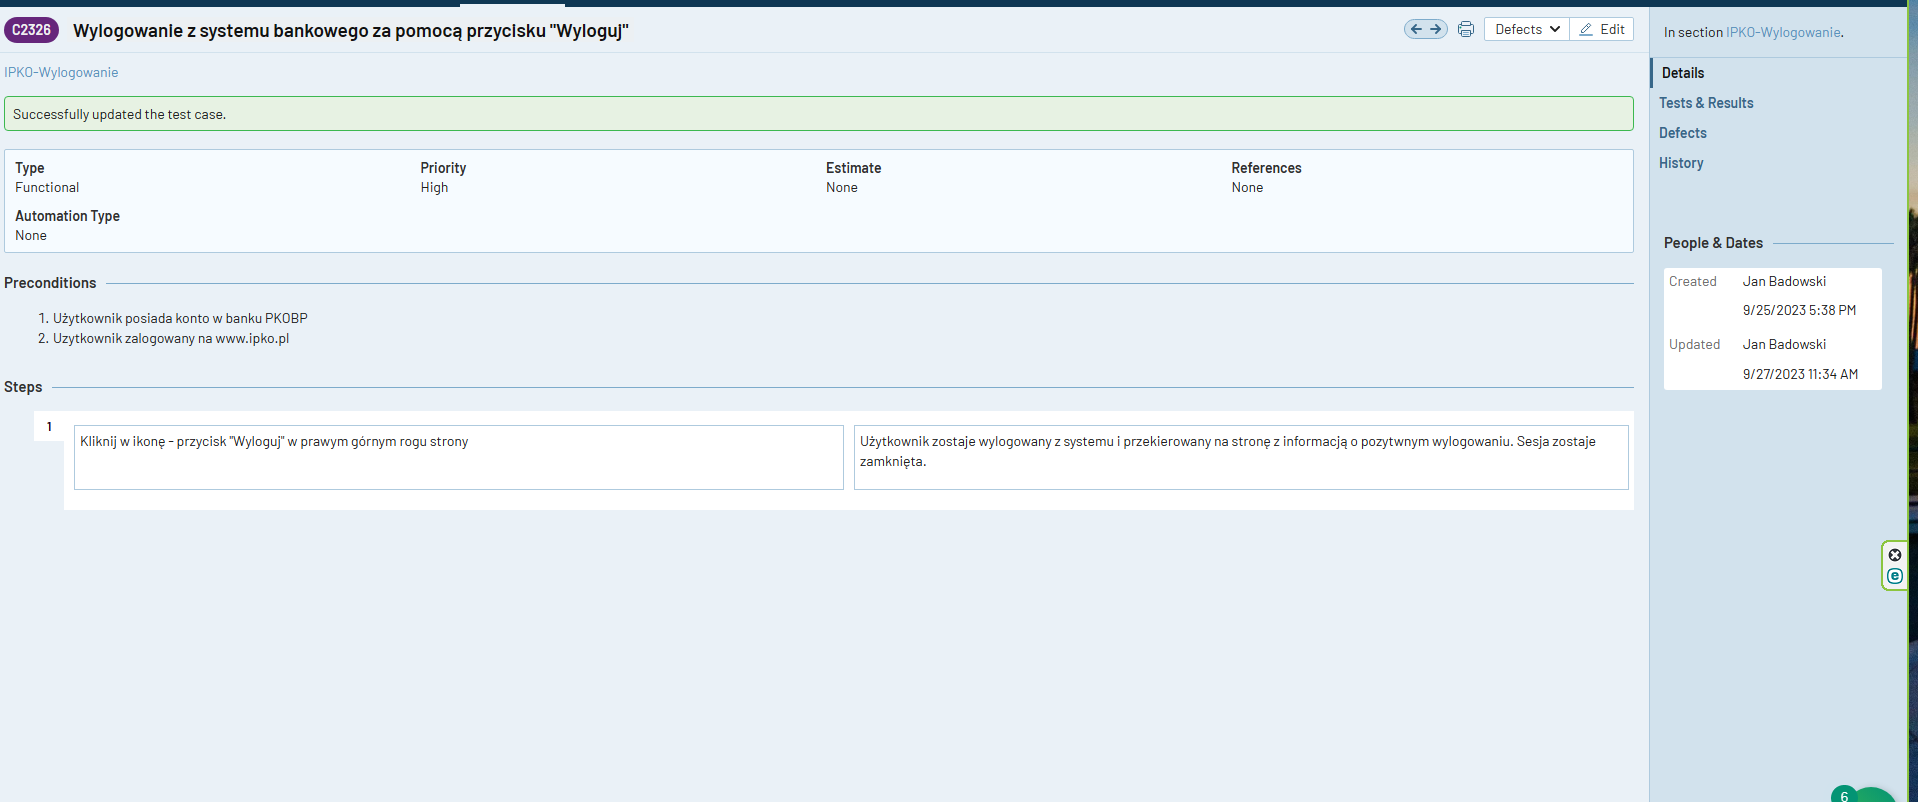 C2326 Wylogowanie z systemu bankowego za pomocą przycisku "Wyloguj"
Defects Edit
IPKO-Wylogowanie
Successfully updated the test case.
Type Priority Estimate References
Functional High None None
Automation Type
None
Preconditions
1. Użytkownik posiada konto w banku PKOBP
2. Uzytkownik zalogowany na www.ipko.pl
Steps
1
Kliknij w ikonę - przycisk "Wyloguj" w prawym górnym rogu strony
Użytkownik zostaje wylogowany z systemu i przekierowany na stronę z informacją o pozytwnym wylogowaniu. Sesja zostaje
zamknięta.
In section IPKO-Wylogowanie.
Details
Tests & Results
Defects
History
People & Dates
Created Jan Badowski
9/25/2023 5:38 PM
Updated Jan Badowski
9/27/2023 11:34 AM
e
6